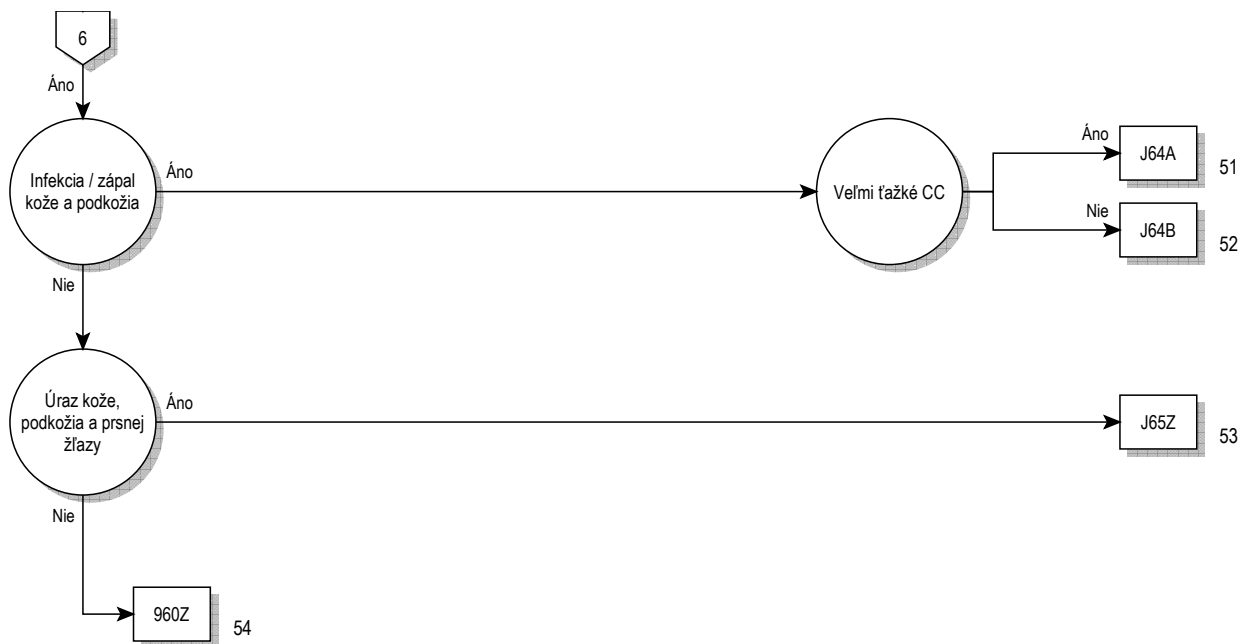 6
Áno
Infekcia / zápal
kože a podkožia
Áno
Veľmi ťažké CC
Áno
J64A
51
Nie
J64B
52
Nie
Úraz kože,
podkožia a prsnej
žľazy
Áno
J65Z
53
Nie
960Z
54